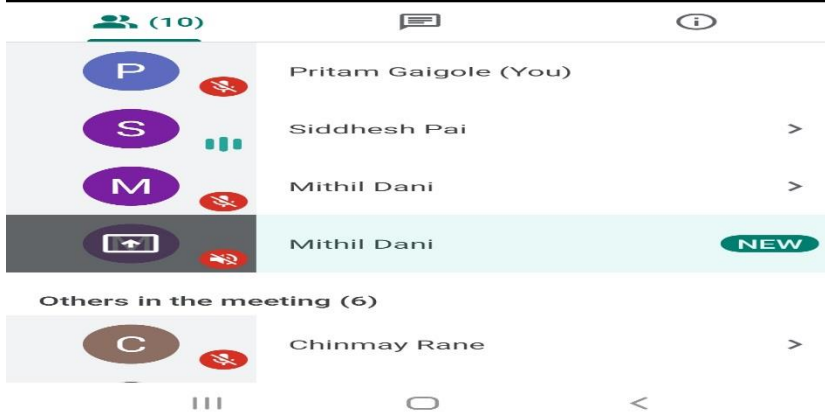 (10)
P
Pritam Gaigole (You)
S
Siddhesh Pai
M
Mithil Dani
Mithil Dani
NEW
Others in the meeting (6)
C
Chinmay Rane